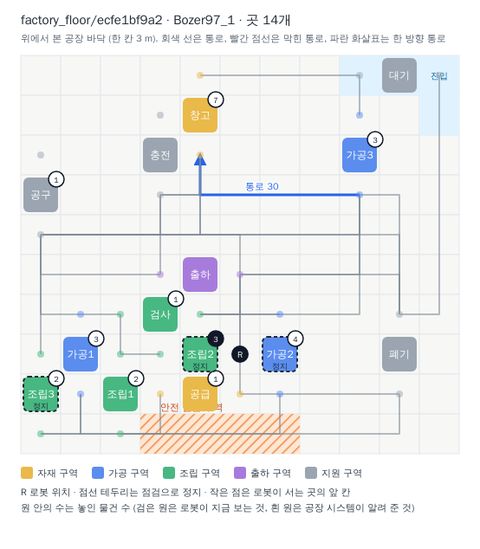 factory_floor/ecfe1bf9a2 · Bozer97_1 · 곳 14개
위에서 본 공장 바닥 (한 칸 3 m). 회색 선은 통로, 빨간 점선은 막힌 통로, 파란 화살표는 한 방향 통로
대기
진입
7
창고
충전
3
가공3
1
공구
통로 30
출하
1
검사
3
가공1
3
조립2
정지
R
4
가공2
정지
폐기
2
조립3
정지
2
조립1
1
공급
안전
역
자재 구역
가공 구역
조립 구역
출하 구역
지원 구역
R 로봇 위치 · 점선 테두리는 점검으로 정지 · 작은 점은 로봇이 서는 곳의 앞 칸
원 안의 수는 놓인 물건 수 (검은 원은 로봇이 지금 보는 것, 흰 원은 공장 시스템이 알려 준 것)